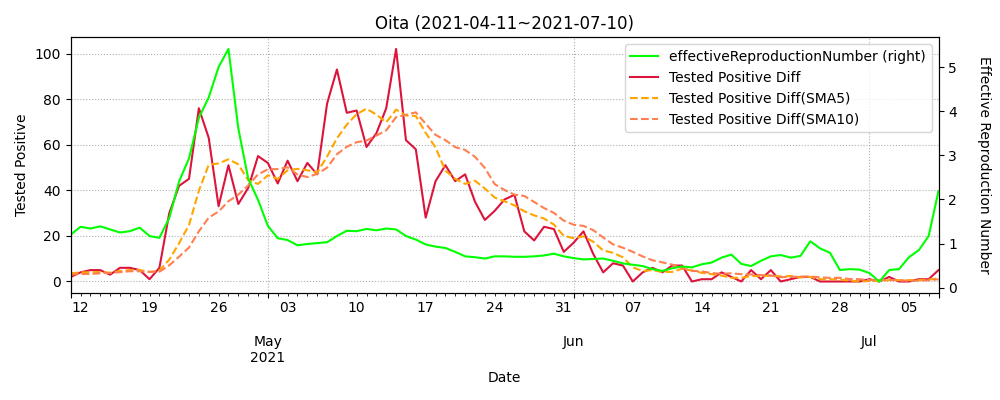 Oita (2021-04-11~2021-07-10)
effectiveReproductionNumber (right)
Tested Positive Diff
Tested Positive Diff(SMA5)
Tested Positive Diff(SMA10)
Tested Positive
100
80
60
40
20
0
Effective Reproduction Number
5
4
3
2
1
0
12 19 26 03 10 17 24 31 07 14 21 28 05
May Jun Jul
2021
Date